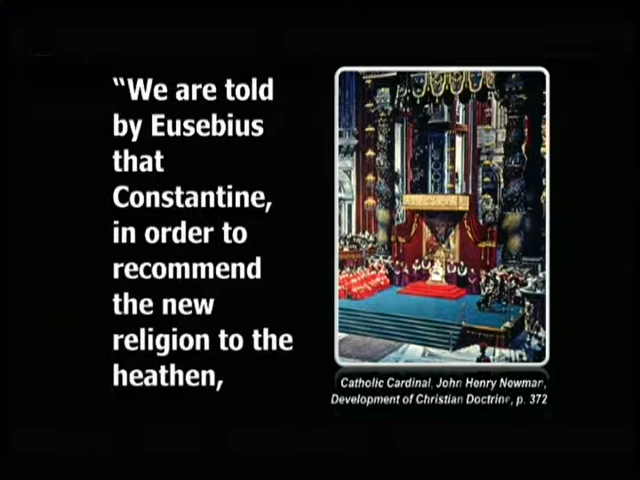 “We are told
by Eusebius
that
Constantine,
in order to
recommend
the new
religion to the
heathen,
Catholic Cardinal, John Henry Newman,
Development of Christian Doctrine, p. 372